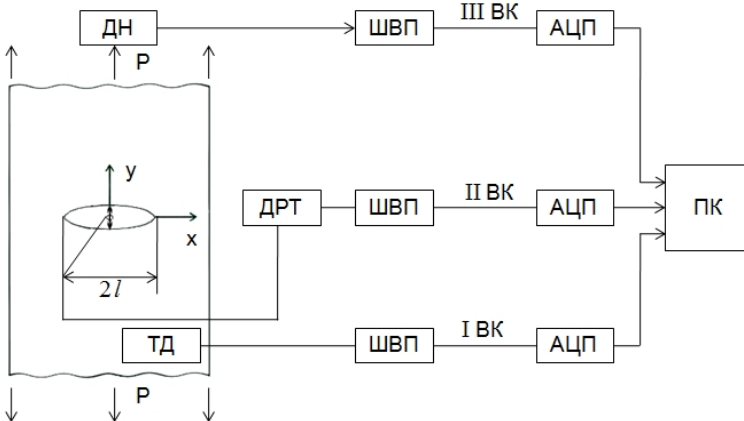 ДН
ШВП
III ВК
АЦП
P
y
x
ДРТ
ШВП
II ВК
АЦП
ПК
2l
ТД
ШВП
I ВК
АЦП
P